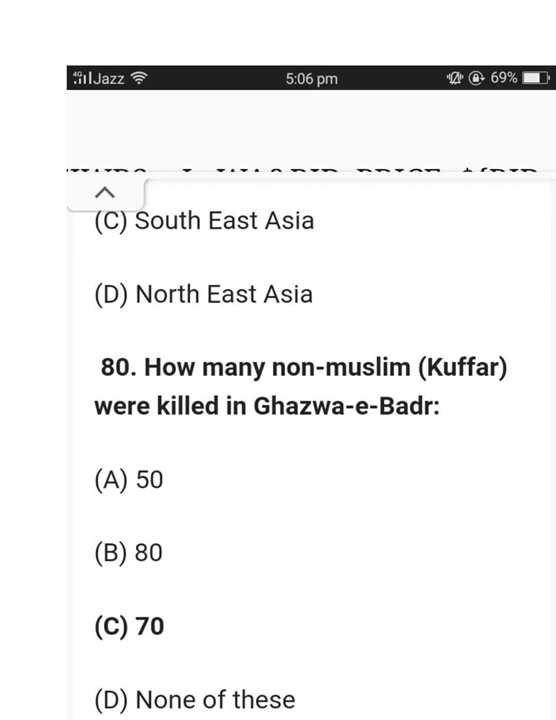 4G Jazz 5:06 pm 69%
(C) South East Asia
(D) North East Asia
80. How many non-muslim (Kuffar)
were killed in Ghazwa-e-Badr:
(A) 50
(B) 80
(C) 70
(D) None of these